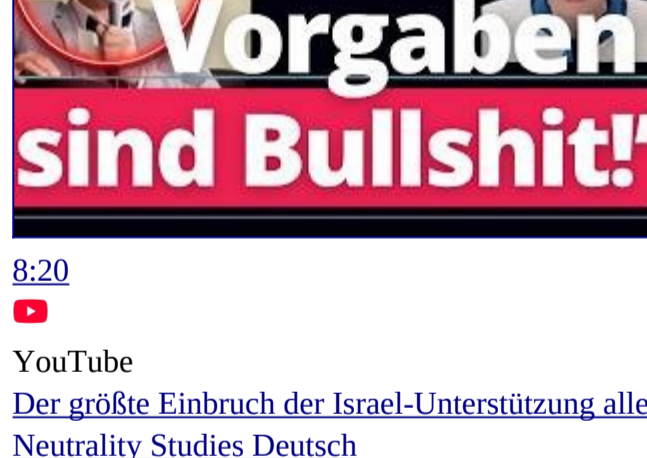 Vorgaben
sind Bullshit!“
8:20
YouTube
Der größte Einbruch der Israel-Unterstützung alle
Neutrality Studies Deutsch